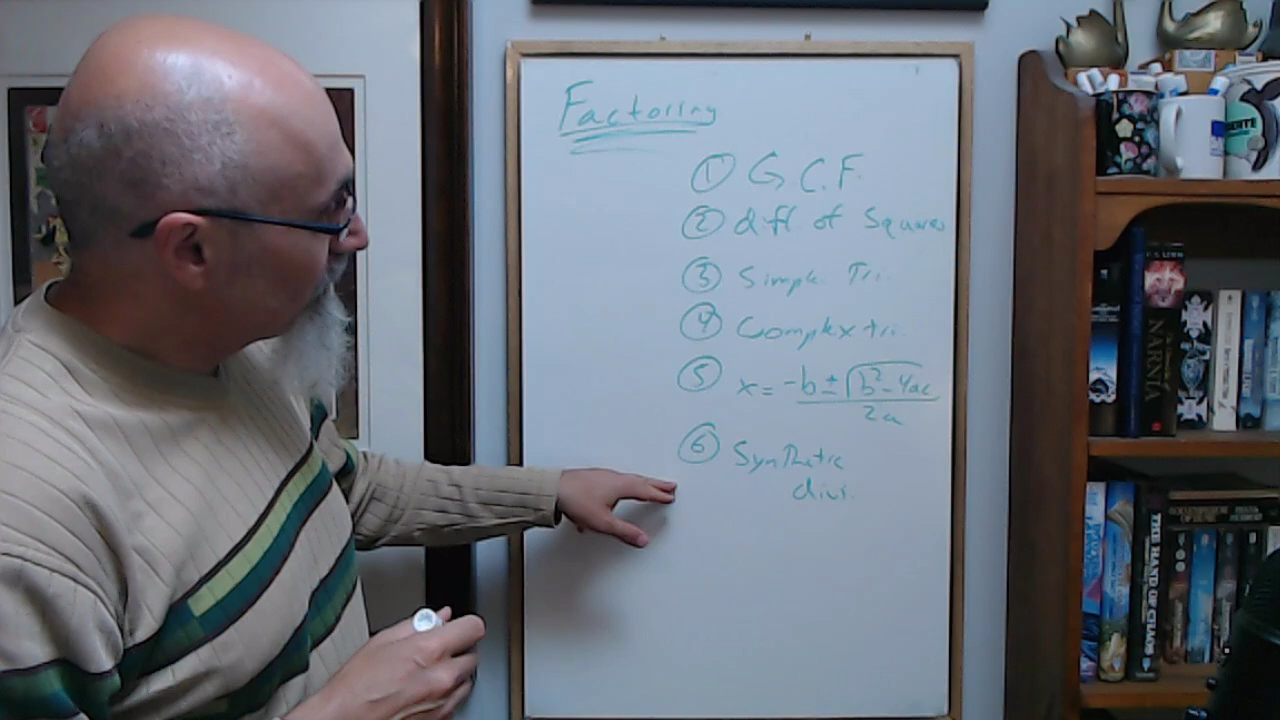 Factoring
① G.C.F.
② diff of Squares
③ Simple Tri.
④ Complex tri.
⑤ x = -b ± √b² - 4ac / 2a
⑥ Synthetic
divi.
NARNIA
THE HAND OF CHAOS